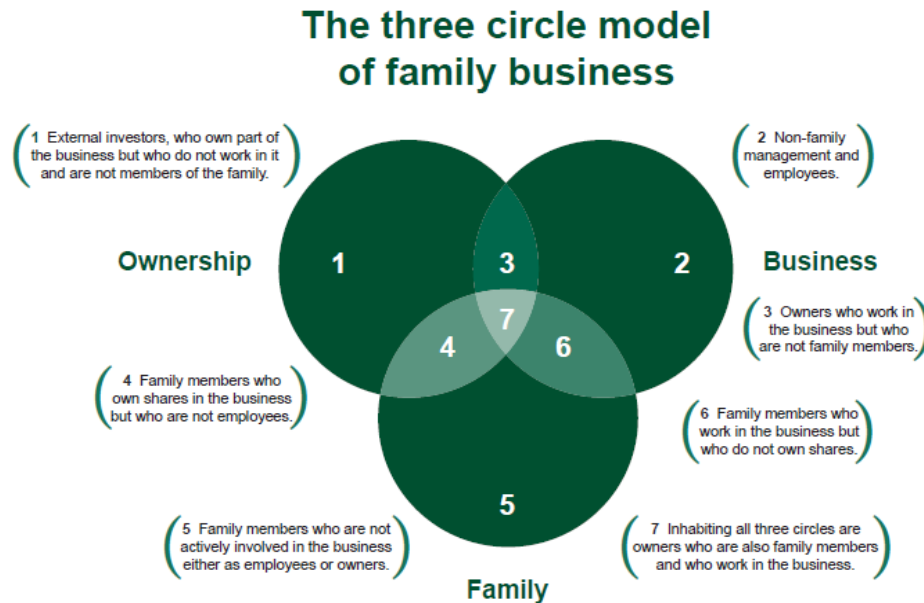 The three circle model
of family business
1 External investors, who own part of
the business but who do not work in it
and are not members of the family.
2 Non-family
management and
employees.
Ownership
1
3
2
Business
7
4
6
3 Owners who work in
the business but who
are not family members.
4 Family members who
own shares in the business
but who are not employees.
6 Family members who
work in the business but
who do not own shares.
5
5 Family members who are not
actively involved in the business
either as employees or owners.
7 Inhabiting all three circles are
owners who are also family members
and who work in the business.
Family